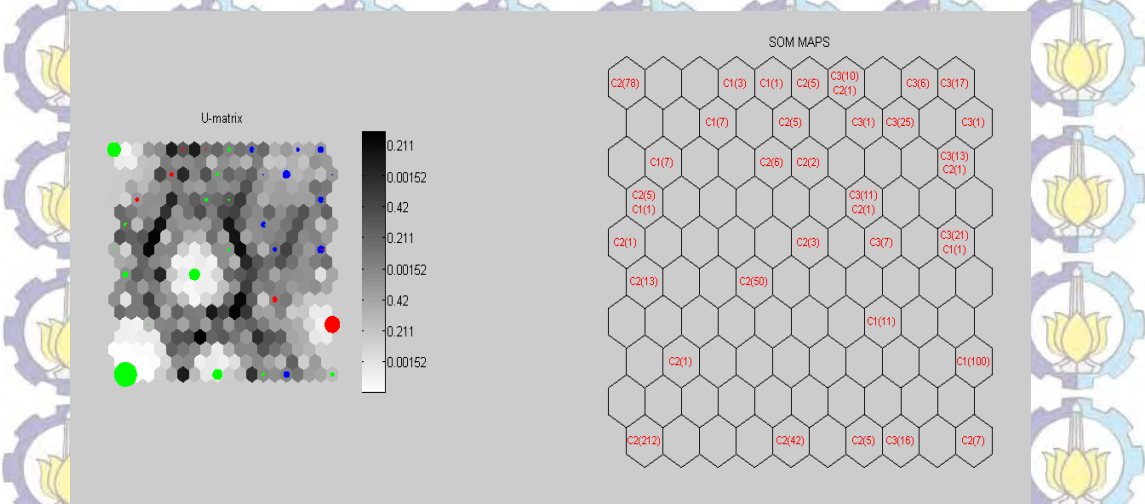 U-matrix
0.211
0.00152
0.42
0.211
0.00152
0.42
0.211
0.00152
SOM MAPS
C2(78) C1(3) C1(1) C2(5) C3(10) C3(6) C3(17)
C2(1)
C1(7) C2(5) C3(1) C3(25) C3(1)
C1(7) C2(6) C2(2) C3(13)
C2(1)
C2(5) C3(11)
C1(1) C2(1)
C2(1) C2(3) C3(7) C3(21)
C1(1)
C2(13) C2(50)
C1(11)
C2(1) C1(100)
C2(212) C2(42) C2(5) C3(16) C2(7)